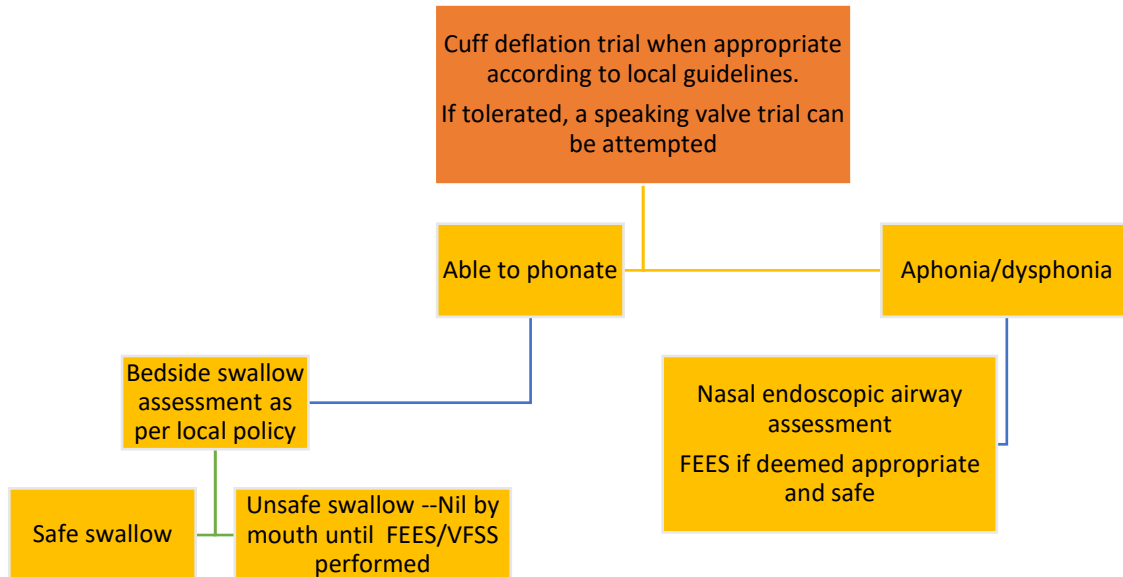 Cuff deflation trial when appropriate
according to local guidelines.
If tolerated, a speaking valve trial can
be attempted
Able to phonate
Aphonia/dysphonia
Bedside swallow
assessment as
per local policy
Nasal endoscopic airway
assessment
FEES if deemed appropriate
and safe
Safe swallow
Unsafe swallow --Nil by
mouth until  FEES/VFSS
performed